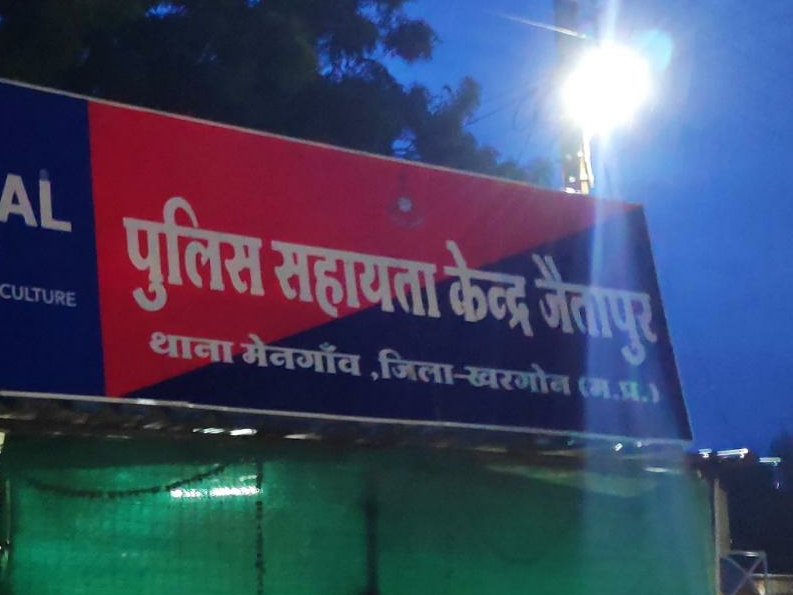 AL
CULTURE
पुलिस सहायता केन्द्र जैतापुर
थाना मेनगाँव ,जिला-खरगोन (म.प्र.)